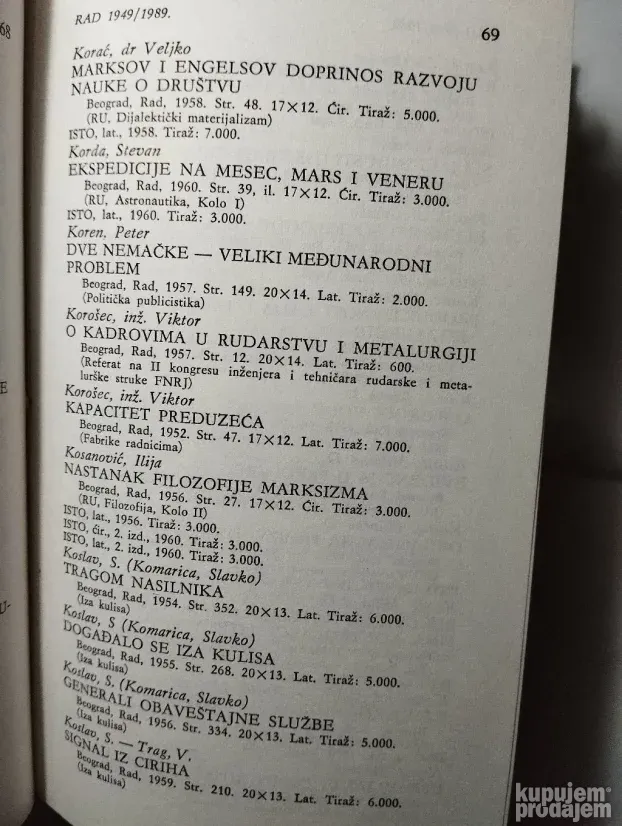 68
RAD 1949/1989.
69
Korać, dr Veljko
MARKSOV I ENGELSOV DOPRINOS RAZVOJU
NAUKE O DRUŠTVU
Beograd, Rad, 1958. Str. 48. 17×12. Ćir. Tiraž: 5.000.
(RU, Dijalektički materijalizam)
ISTO, lat., 1958. Tiraž: 7.000.
Korda, Stevan
EKSPEDICIJE NA MESEC, MARS I VENERU
Beograd, Rad, 1960. Str. 39, il. 17×12. Ćir. Tiraž: 3.000.
(RU, Astronautika, Kolo I)
ISTO, lat., 1960. Tiraž: 3.000.
Koren, Peter
DVE NEMAČKE — VELIKI MEĐUNARODNI
PROBLEM
Beograd, Rad, 1957. Str. 149. 20×14. Lat. Tiraž: 2.000.
(Politička publicistika)
Korošec, inž. Viktor
O KADROVIMA U RUDARSTVU I METALURGIJI
Beograd, Rad, 1957. Str. 12. 20×14. Lat. Tiraž: 600.
(Referat na II kongresu inženjera i tehničara rudarske i meta-
lurške struke FNRJ)
Korošec, inž. Viktor
KAPACITET PREDUZEĆA
Beograd, Rad, 1952. Str. 47. 17×12. Lat. Tiraž: 7.000.
(Fabrike radnicima)
Kosanović, Ilija
NASTANAK FILOZOFIJE MARKSIZMA
Beograd, Rad, 1956. Str. 27. 17×12. Ćir. Tiraž: 3.000.
(RU, Filozofija, Kolo II)
ISTO, lat., 1956. Tiraž: 3.000.
ISTO, ćir., 2. izd., 1960. Tiraž: 3.000.
ISTO, lat., 2. izd., 1960. Tiraž: 3.000.
Koslav, S. (Komarica, Slavko)
TRAGOM NASILNIKA
Beograd, Rad, 1954. Str. 352. 20×13. Lat. Tiraž: 6.000.
(Iza kulisa)
Koslav, S (Komarica, Slavko)
DOGAĐALO SE IZA KULISA
Beograd, Rad, 1955. Str. 268. 20×13. Lat. Tiraž: 5.000.
(Iza kulisa)
Koslav, S. (Komarica, Slavko)
GENERALI OBAVEŠTAJNE SLUŽBE
Beograd, Rad, 1956. Str. 334. 20×13. Lat. Tiraž: 5.000.
(Iza kulisa)
Koslav, S. — Trag, V.
SIGNAL IZ CIRIHA
Beograd, Rad, 1959. Str. 210. 20×13. Lat. Tiraž: 6.000.
(Iza kulisa)
E
U-
kupujem
prodajem